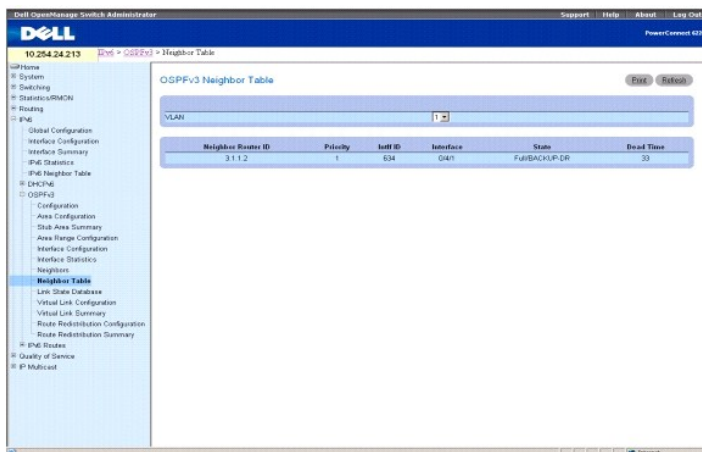 Dell OpenManage Switch Administrator
Support Help About Log Out
DELL
PowerConnect 622
10.254.24.213
IPv6 > OSPFv3 > Neighbor Table
Home
System
Switching
Statistics/RMON
Routing
IPv6
Global Configuration
Interface Configuration
Interface Summary
IPv6 Statistics
IPv6 Neighbor Table
DHCPv6
OSPFv3
Configuration
Area Configuration
Stub Area Summary
Area Range Configuration
Interface Configuration
Interface Statistics
Neighbors
Neighbor Table
Link State Database
Virtual Link Configuration
Virtual Link Summary
Route Redistribution Configuration
Route Redistribution Summary
IPv6 Routes
Quality of Service
IP Multicast
OSPFv3 Neighbor Table
Print Refresh
VLAN 1
Neighbor Router ID Priority Intf ID Interface State Dead Time
3.1.1.2 1 634 0/4/1 Full/BACKUP-DR 33